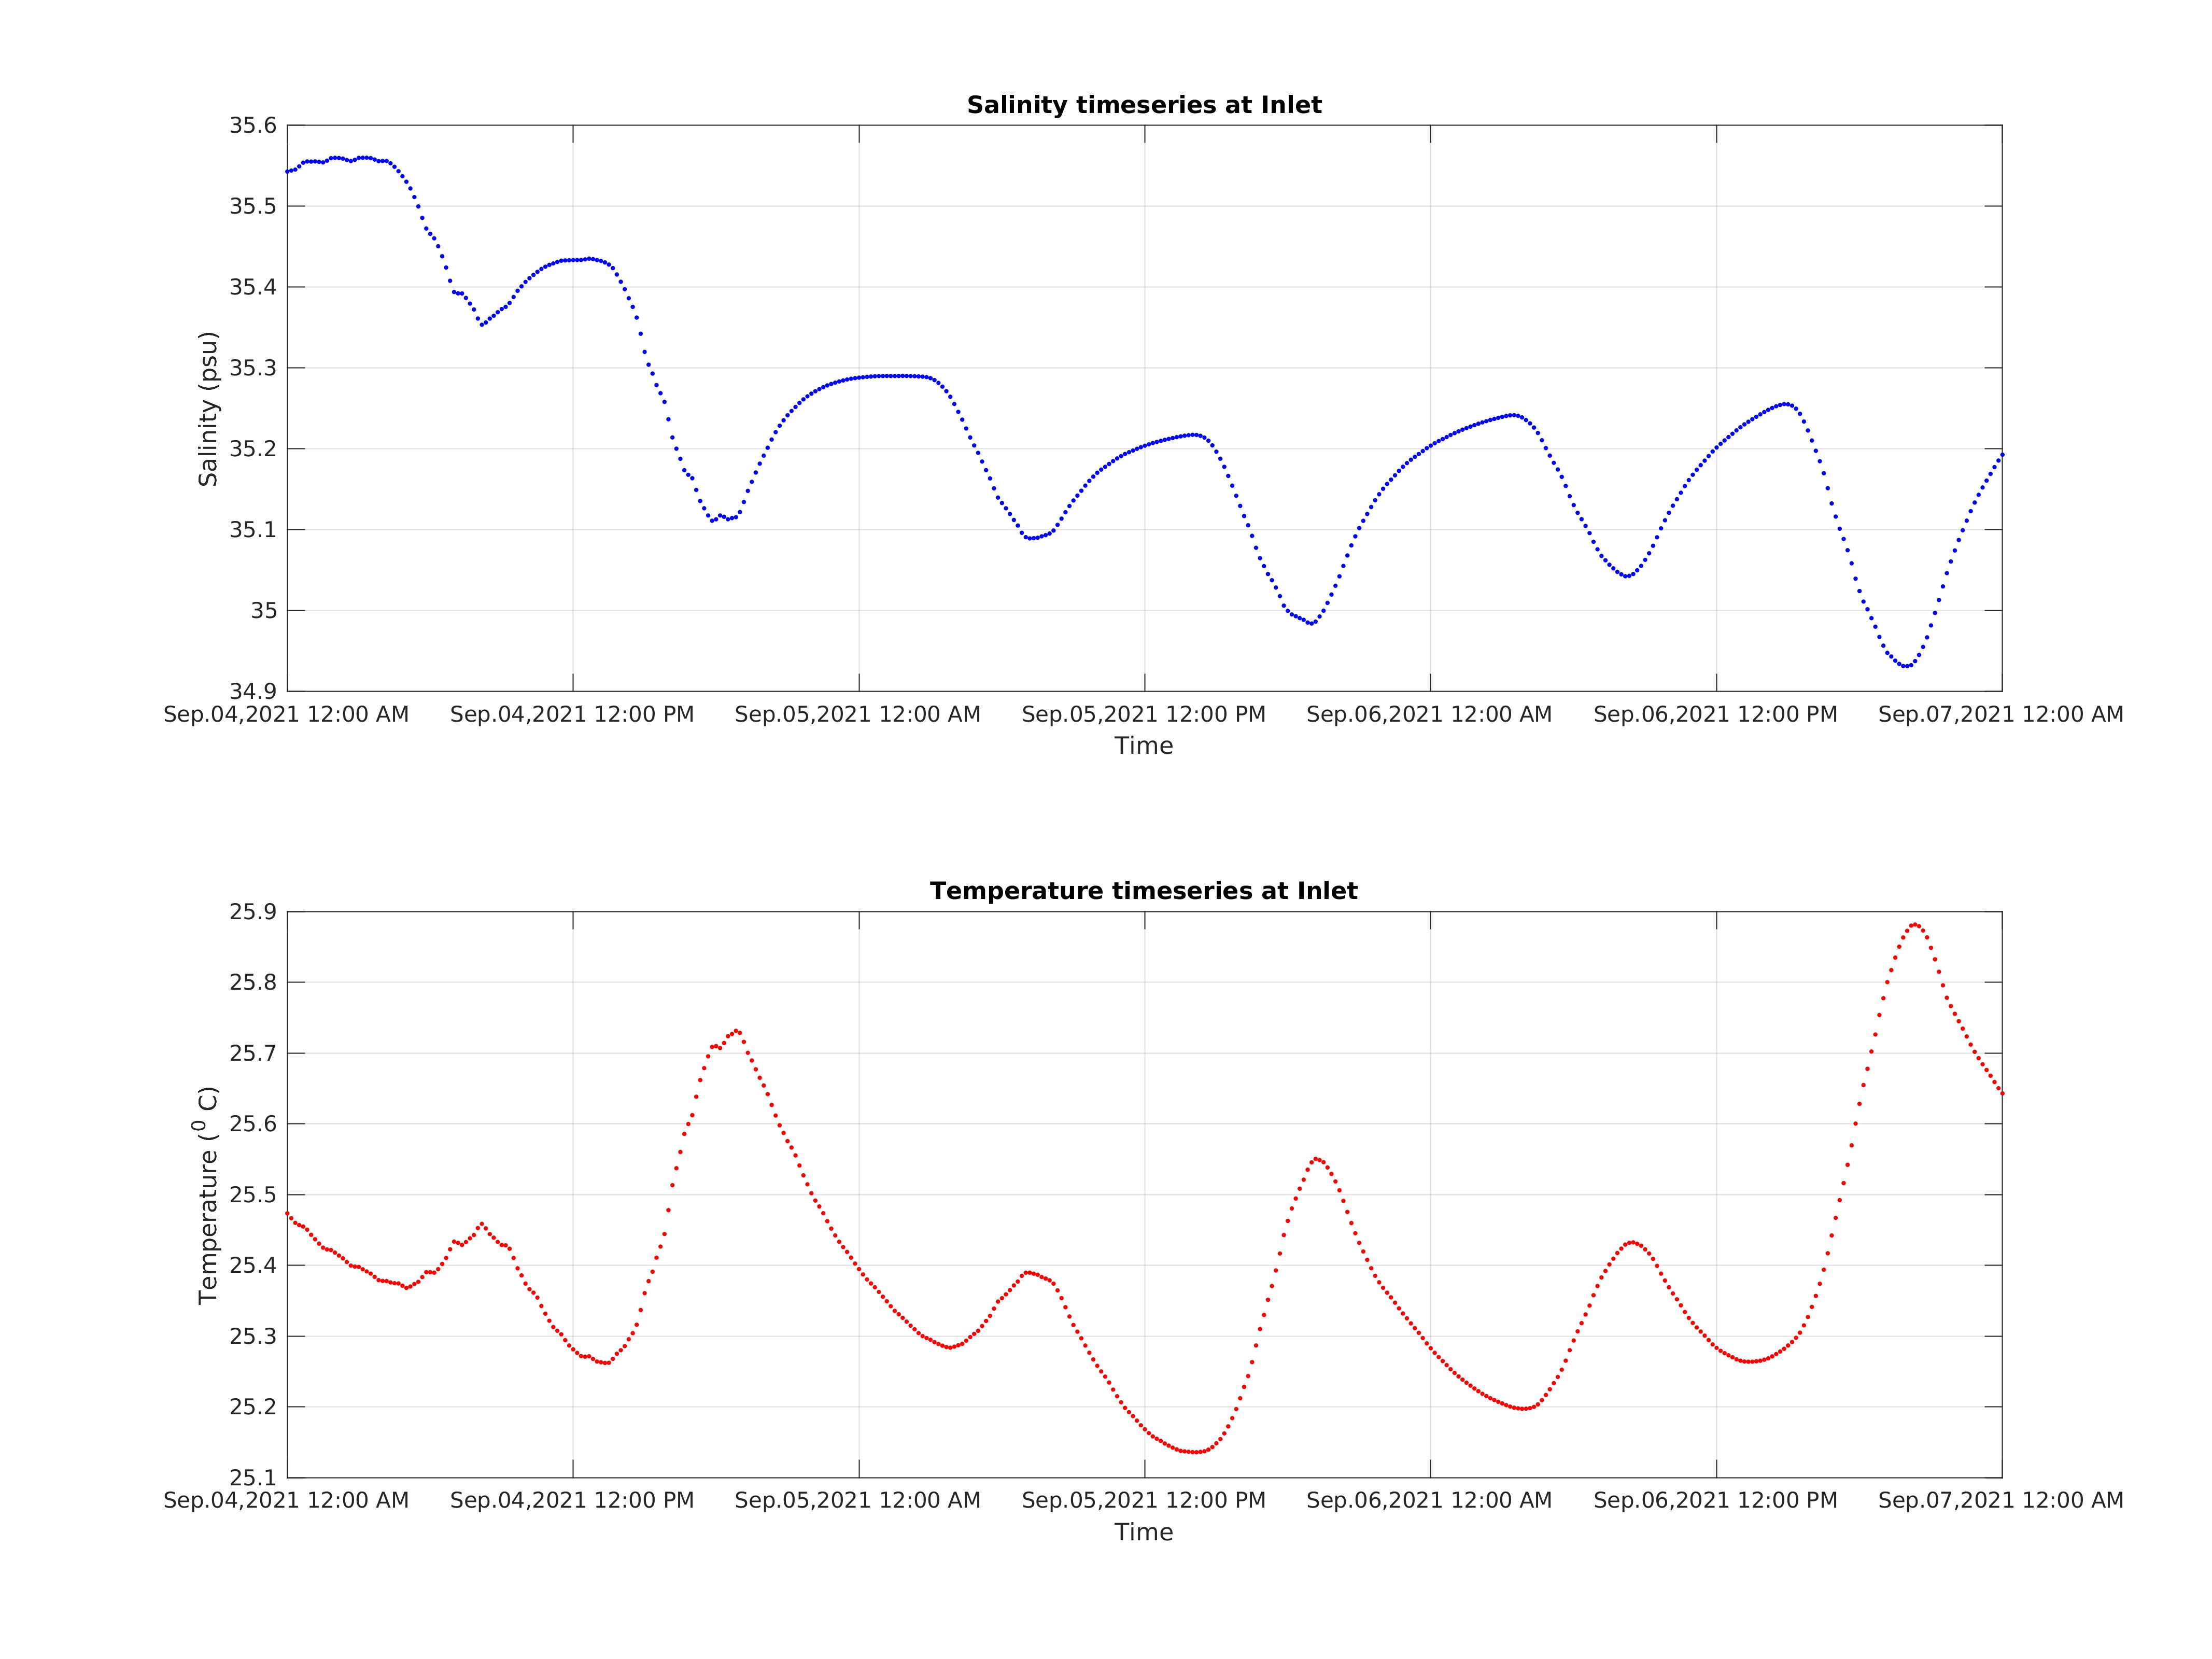 Salinity timeseries at Inlet
35.6
35.5
35.4
35.3
35.2
35.1
35
34.9
Salinity (psu)
Sep.04,2021 12:00 AM Sep.04,2021 12:00 PM Sep.05,2021 12:00 AM Sep.05,2021 12:00 PM Sep.06,2021 12:00 AM Sep.06,2021 12:00 PM Sep.07,2021 12:00 AM
Time
Temperature timeseries at Inlet
25.9
25.8
25.7
25.6
25.5
25.4
25.3
25.2
25.1
Temperature (⁰ C)
Sep.04,2021 12:00 AM Sep.04,2021 12:00 PM Sep.05,2021 12:00 AM Sep.05,2021 12:00 PM Sep.06,2021 12:00 AM Sep.06,2021 12:00 PM Sep.07,2021 12:00 AM
Time